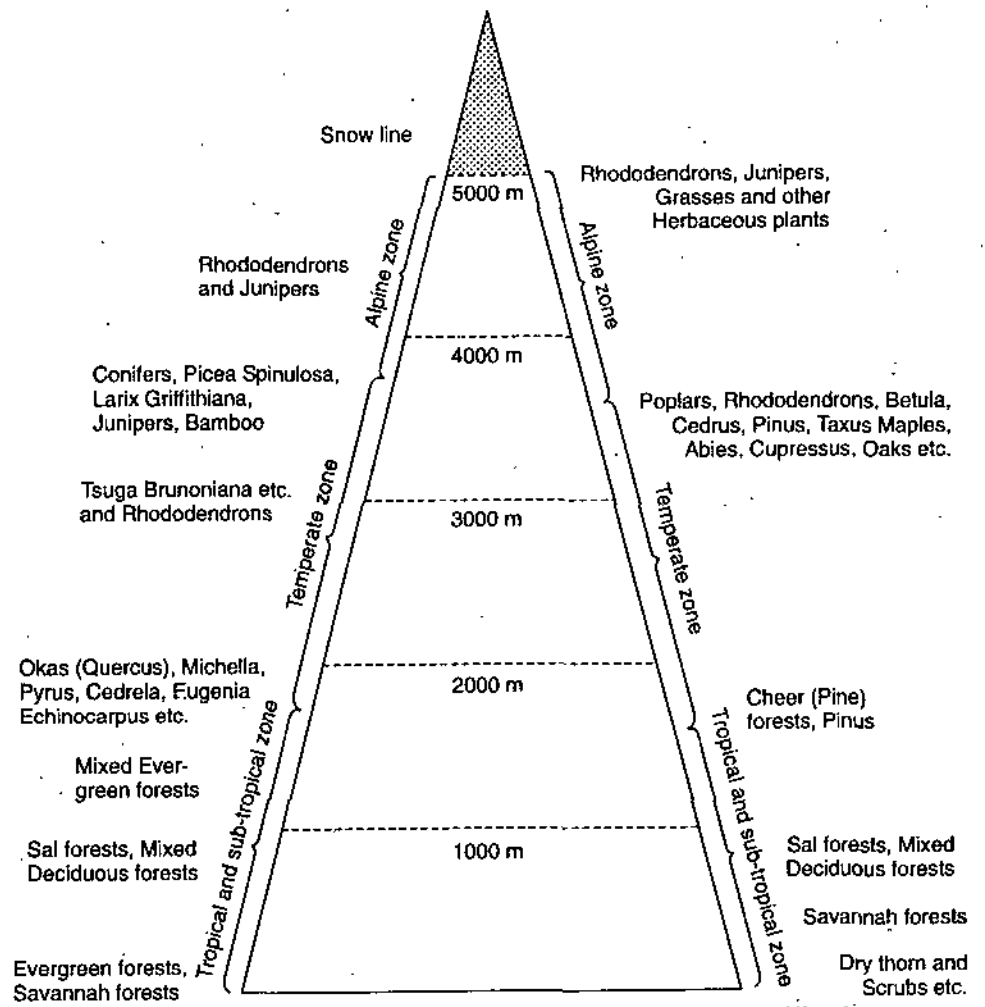 Snow line
5000 m
Rhododendrons, Junipers,
Grasses and other
Herbaceous plants
Alpine zone
Alpine zone
Rhododendrons
and Junipers
4000 m
Conifers, Picea Spinulosa,
Larix Griffithiana,
Junipers, Bamboo
Poplars, Rhododendrons, Betula,
Cedrus, Pinus, Taxus Maples,
Abies, Cupressus, Oaks etc.
Tsuga Brunoniana etc.
and Rhododendrons
3000 m
Temperate zone
Temperate zone
Okas (Quercus), Michella,
Pyrus, Cedrela, Eugenia
Echinocarpus etc.
2000 m
Cheer (Pine)
forests, Pinus
Mixed Ever-
green forests
Tropical and sub-tropical zone
Tropical and sub-tropical zone
Sal forests, Mixed
Deciduous forests
1000 m
Sal forests, Mixed
Deciduous forests
Savannah forests
Evergreen forests,
Savannah forests
Dry thorn and
Scrubs etc.